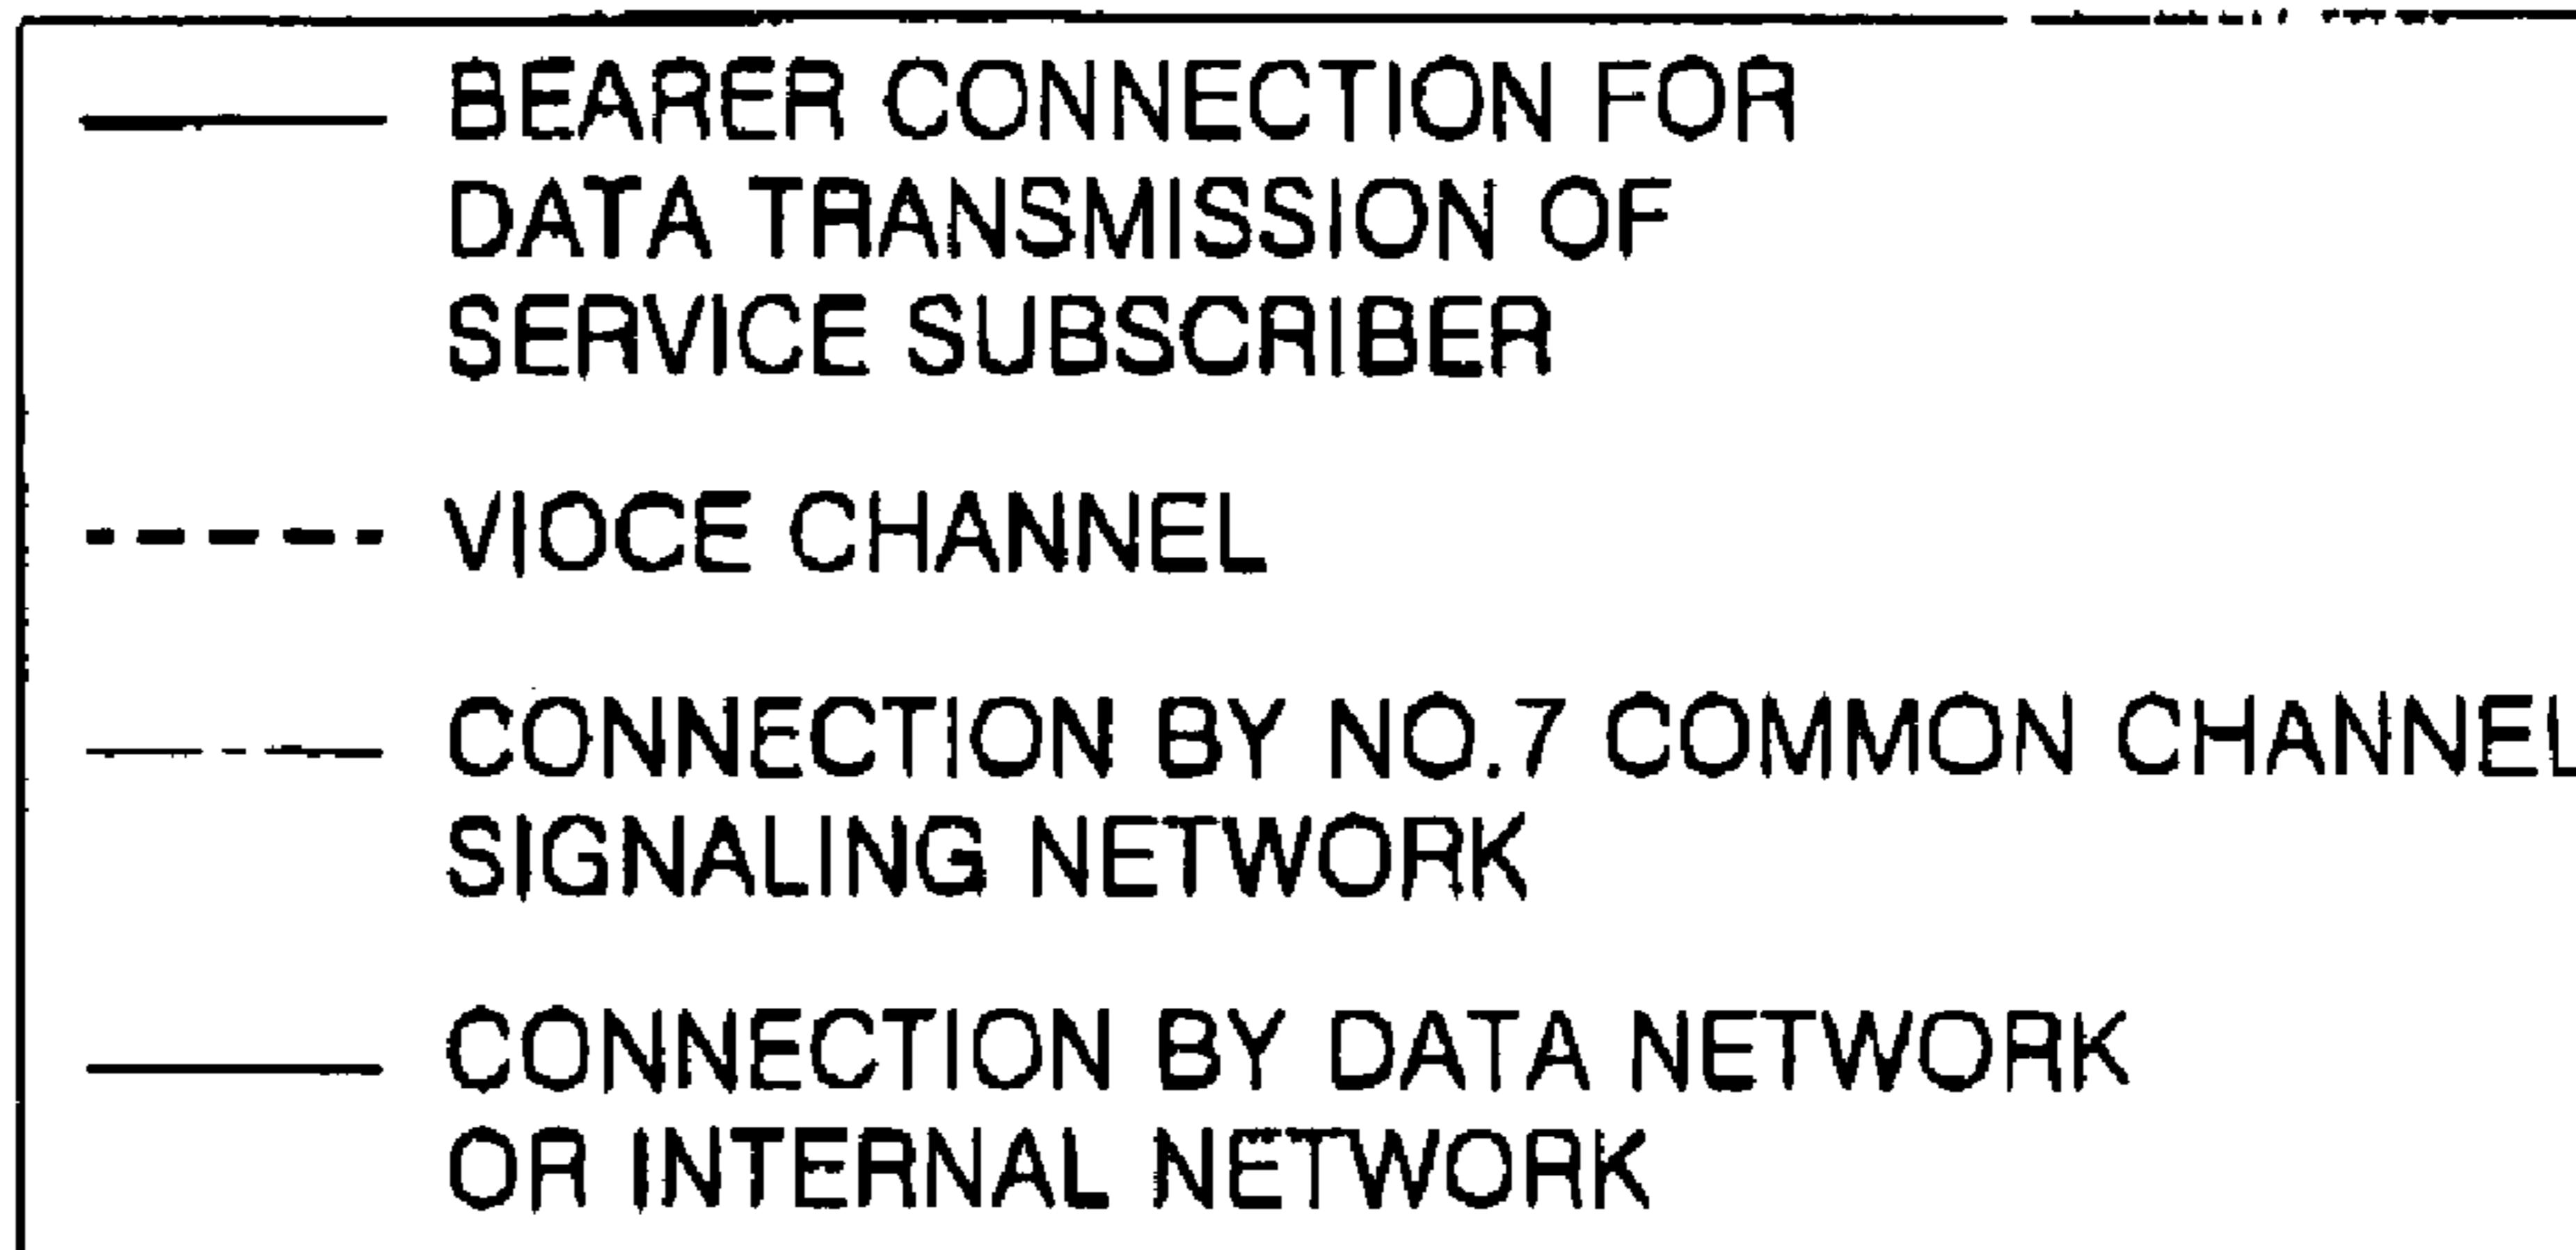 BEARER CONNECTION FOR
DATA TRANSMISSION OF
SERVICE SUBSCRIBER
VIOCE CHANNEL
CONNECTION BY NO.7 COMMON CHANNEL
SIGNALING NETWORK
CONNECTION BY DATA NETWORK
OR INTERNAL NETWORK